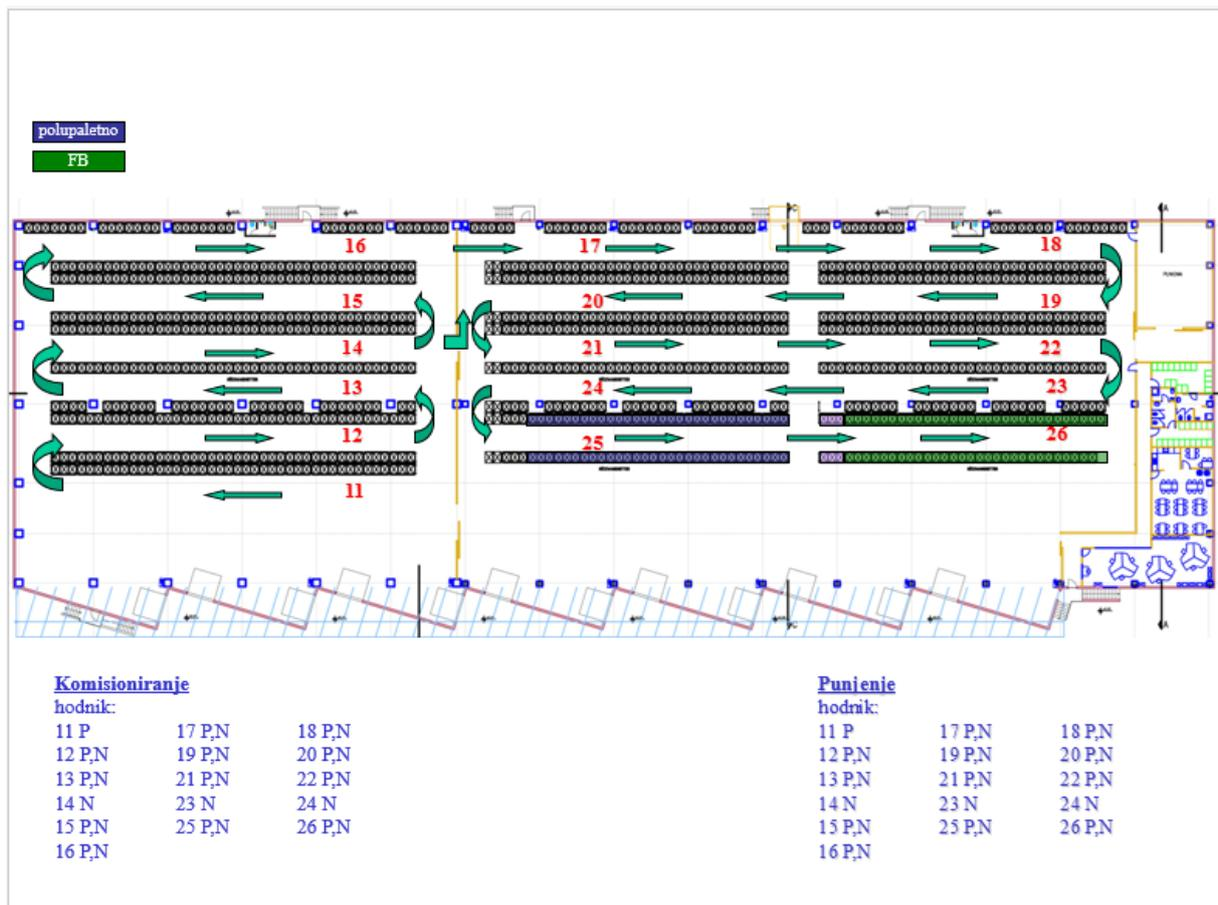 polupaletno
FB
16
17
18
15
20
19
14
21
22
13
24
23
12
25
26
11
A
A
Komisioniranje
hodnik:
11 P 17 P,N 18 P,N
12 P,N 19 P,N 20 P,N
13 P,N 21 P,N 22 P,N
14 N 23 N 24 N
15 P,N 25 P,N 26 P,N
16 P,N
Punjenje
hodnik:
11 P 17 P,N 18 P,N
12 P,N 19 P,N 20 P,N
13 P,N 21 P,N 22 P,N
14 N 23 N 24 N
15 P,N 25 P,N 26 P,N
16 P,N